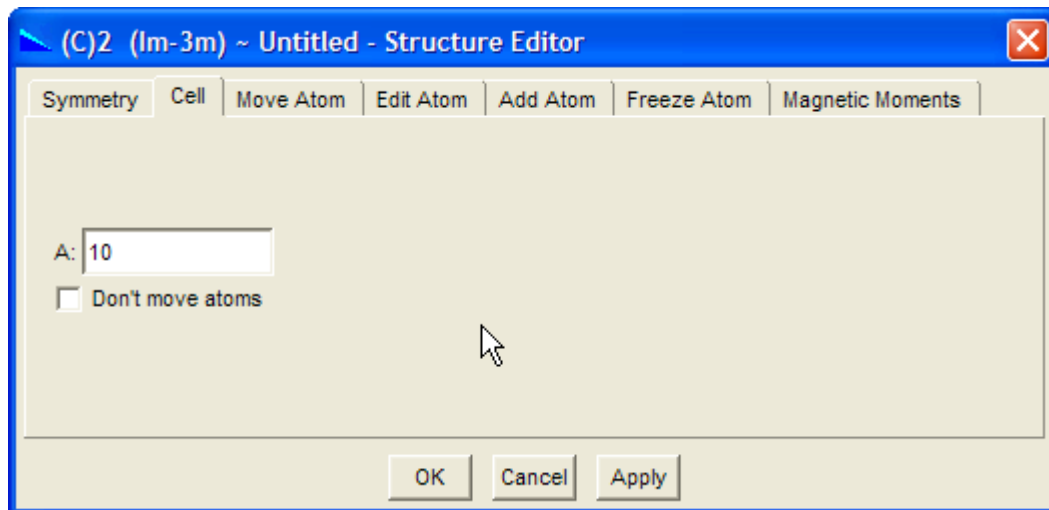 (C)2 (Im-3m) ~ Untitled - Structure Editor
Symmetry Cell Move Atom Edit Atom Add Atom Freeze Atom Magnetic Moments
A: 10
Don't move atoms
OK Cancel Apply